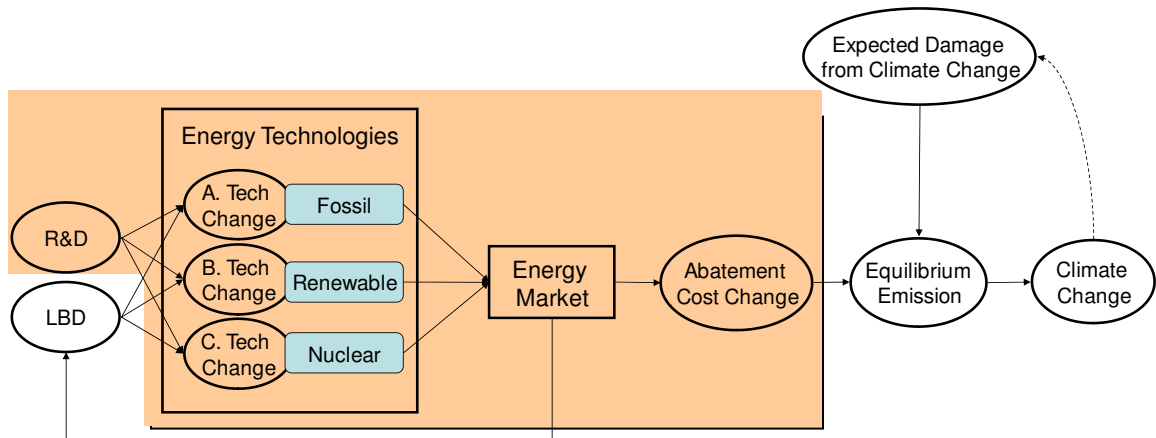 Expected Damage
from Climate Change
Energy Technologies
A. Tech
Change
Fossil
R&D
B. Tech
Change
Renewable
Energy
Market
Abatement
Cost Change
Equilibrium
Emission
Climate
Change
LBD
C. Tech
Change
Nuclear